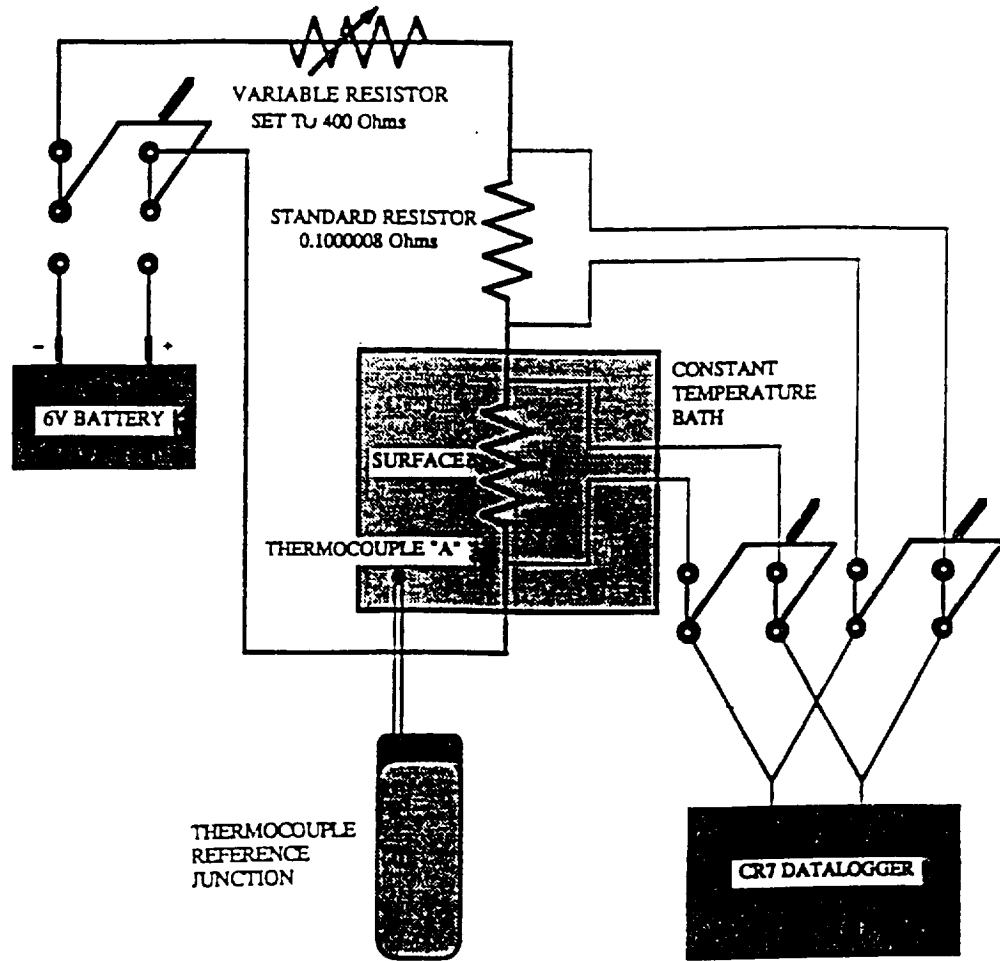 VARIABLE RESISTOR
SET TO 400 Ohms
STANDARD RESISTOR
0.1000008 Ohms
- +
6V BATTERY
CONSTANT
TEMPERATURE
BATH
SURFACE
THERMOCOUPLE "A"
THERMOCOUPLE
REFERENCE
JUNCTION
CR7 DATALOGGER